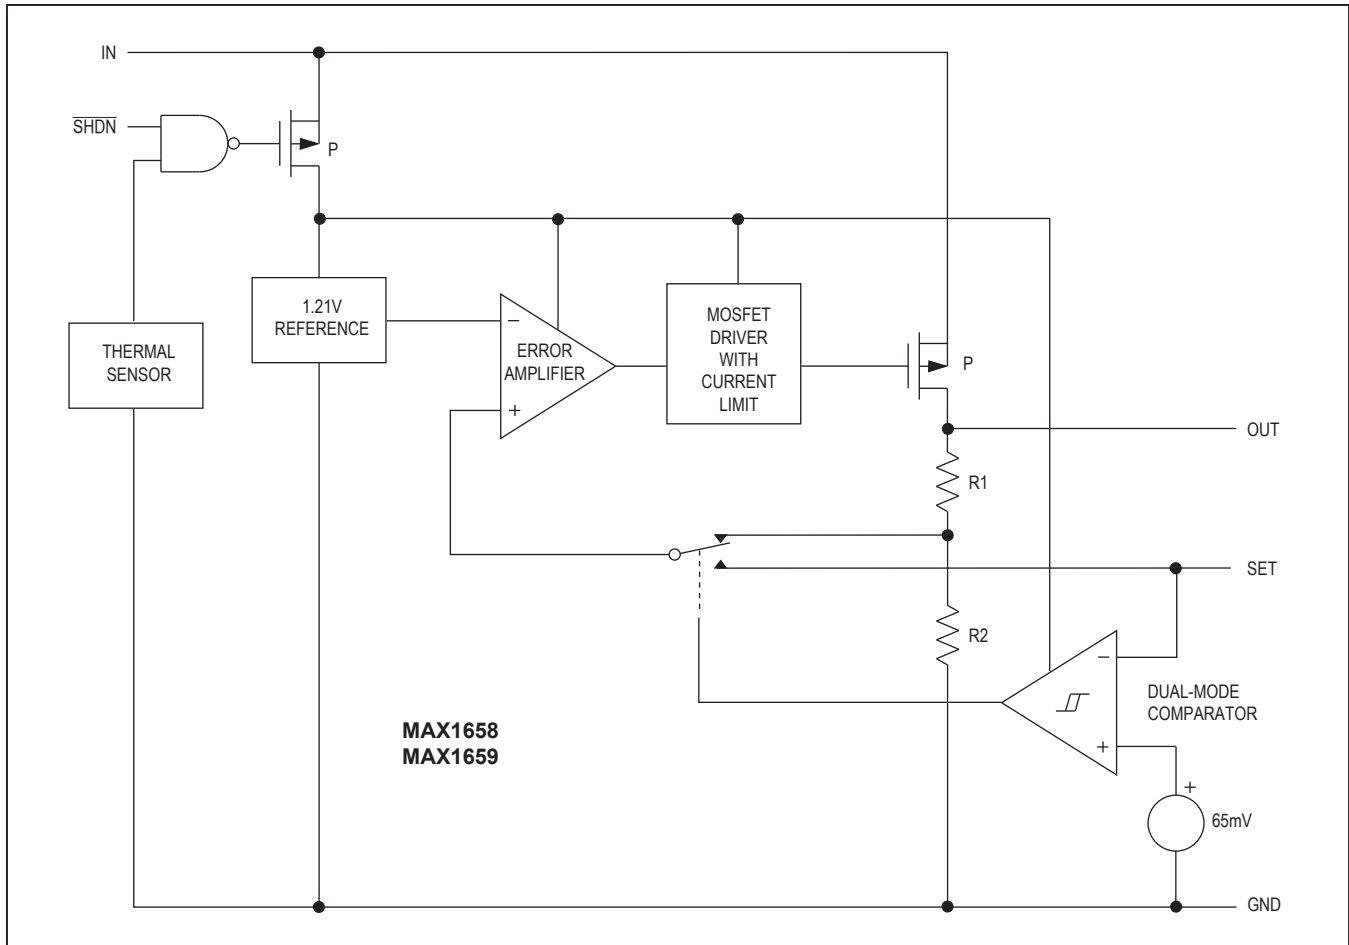 IN
SHDN
P
1.21V
REFERENCE
THERMAL
SENSOR
−
ERROR
AMPLIFIER
+
MOSFET
DRIVER
WITH
CURRENT
LIMIT
P
OUT
R1
SET
R2
−
+
DUAL-MODE
COMPARATOR
MAX1658
MAX1659
+
65mV
GND